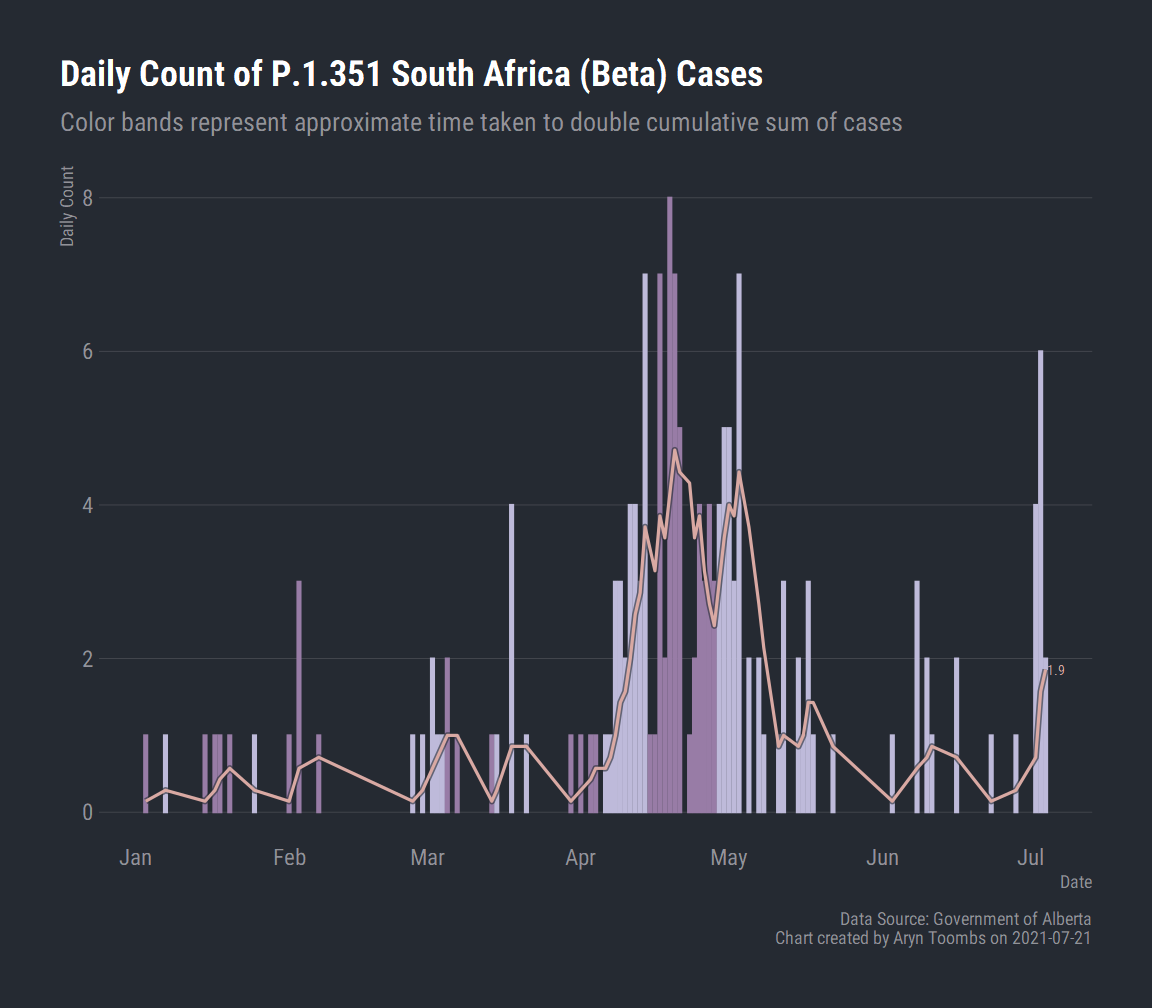 Daily Count of P.1.351 South Africa (Beta) Cases
Color bands represent approximate time taken to double cumulative sum of cases
Daily Count
8
6
4
2
0
1.9
Jan Feb Mar Apr May Jun Jul
Date
Data Source: Government of Alberta
Chart created by Aryn Toombs on 2021-07-21